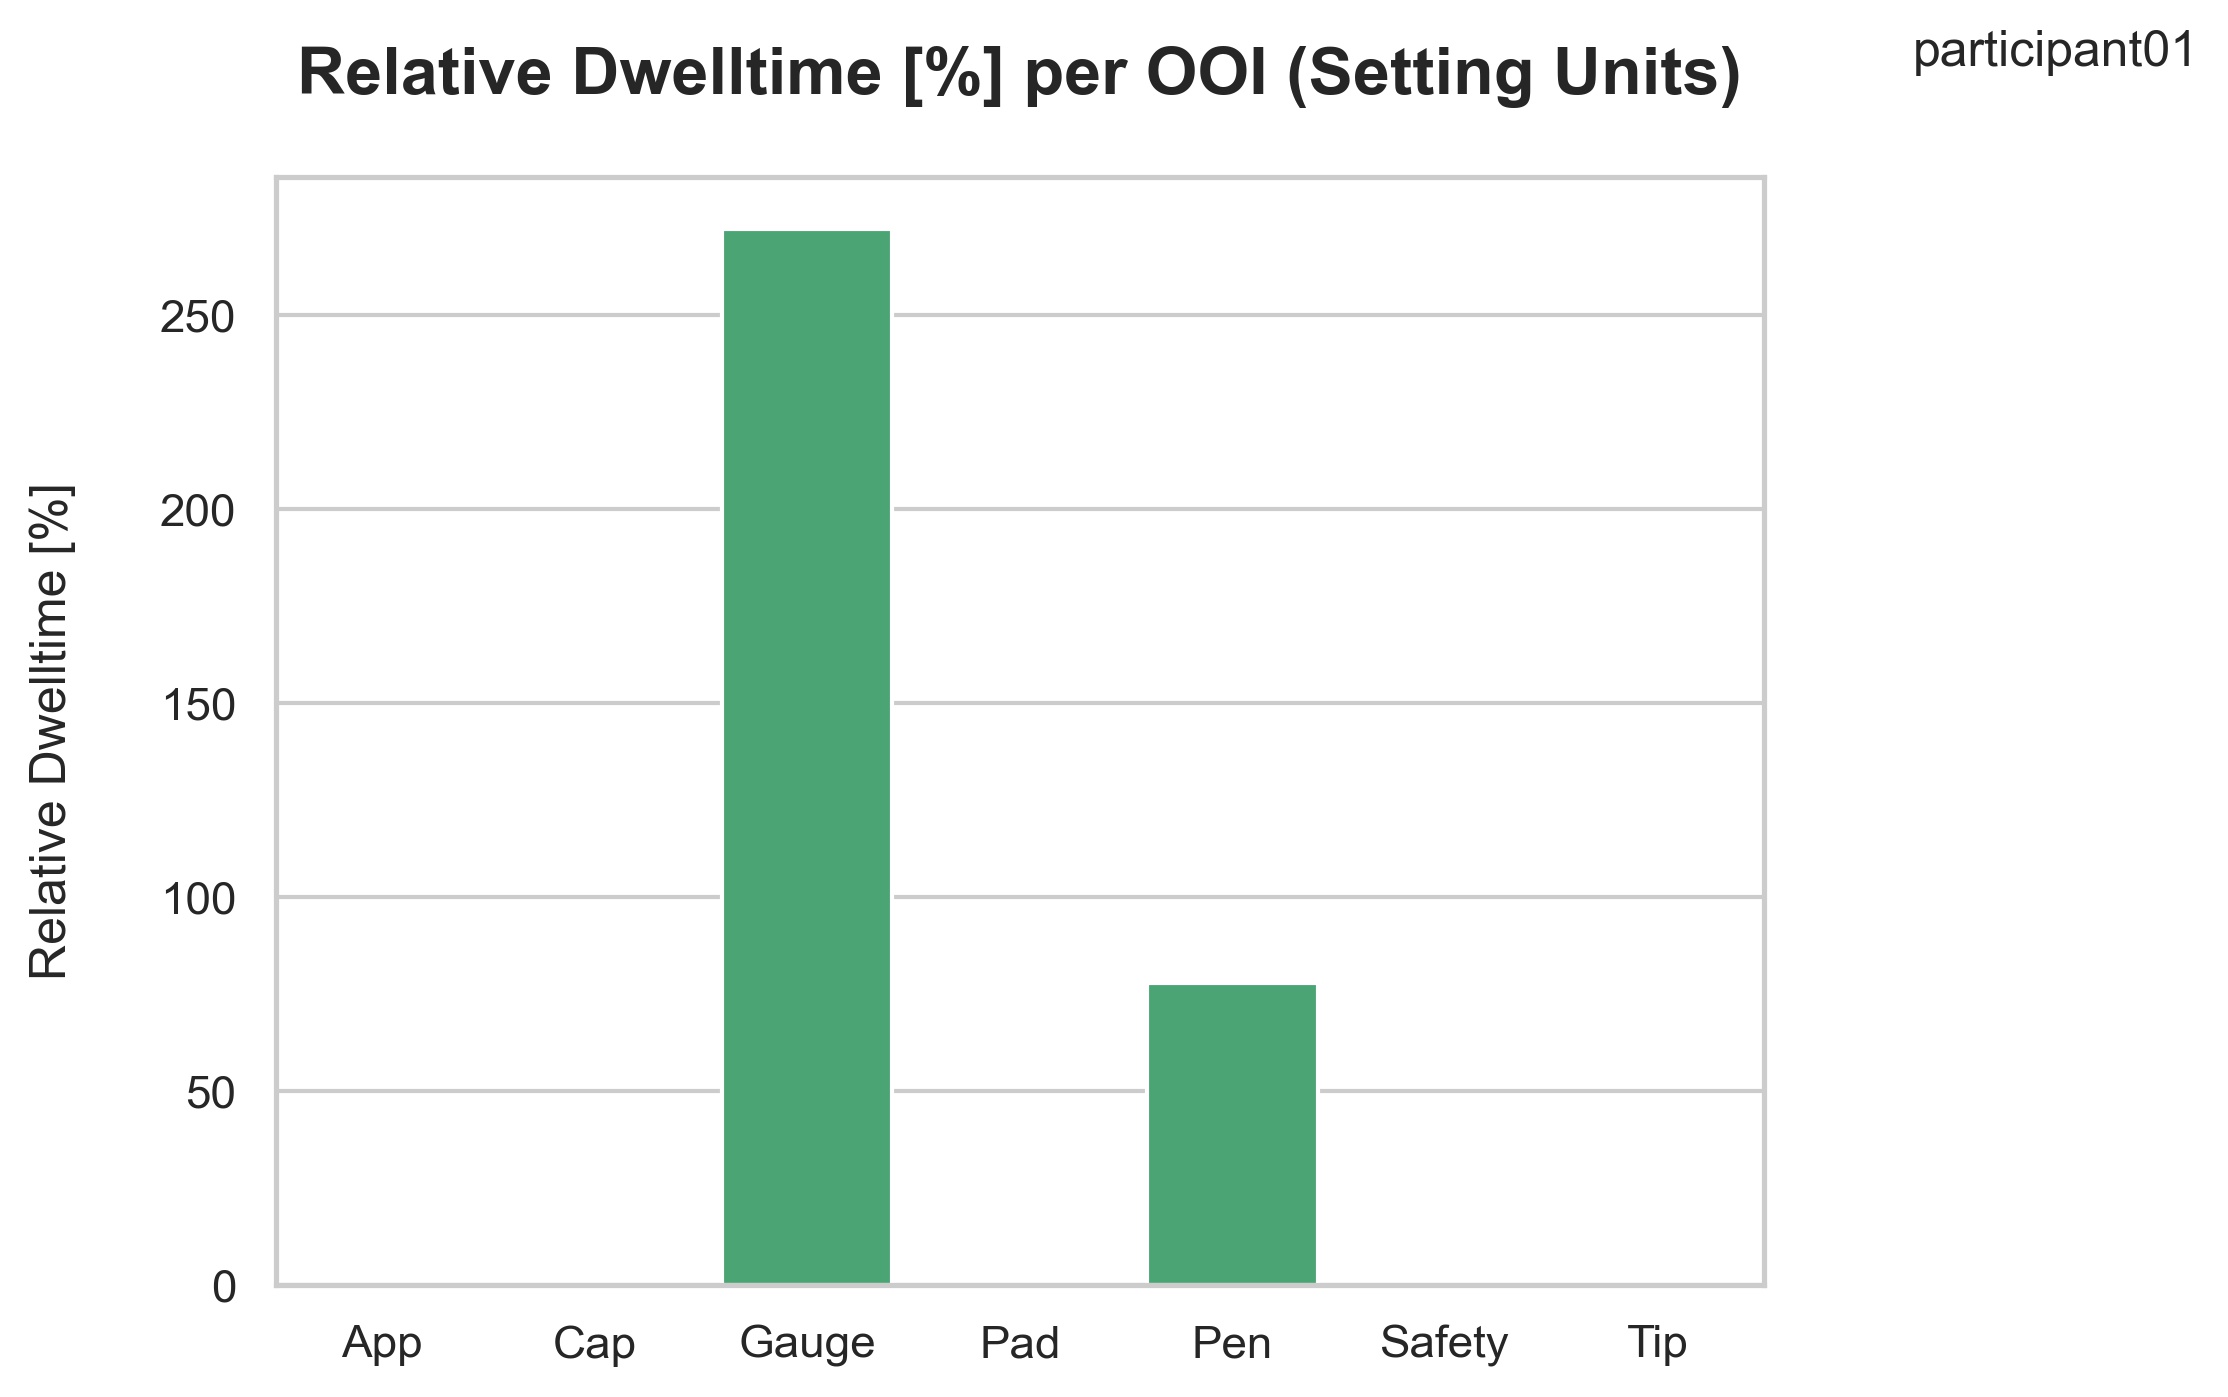 Relative Dwelltime [%] per OOI (Setting Units)
participant01
Relative Dwelltime [%]
250
200
150
100
50
0
App
Cap
Gauge
Pad
Pen
Safety
Tip